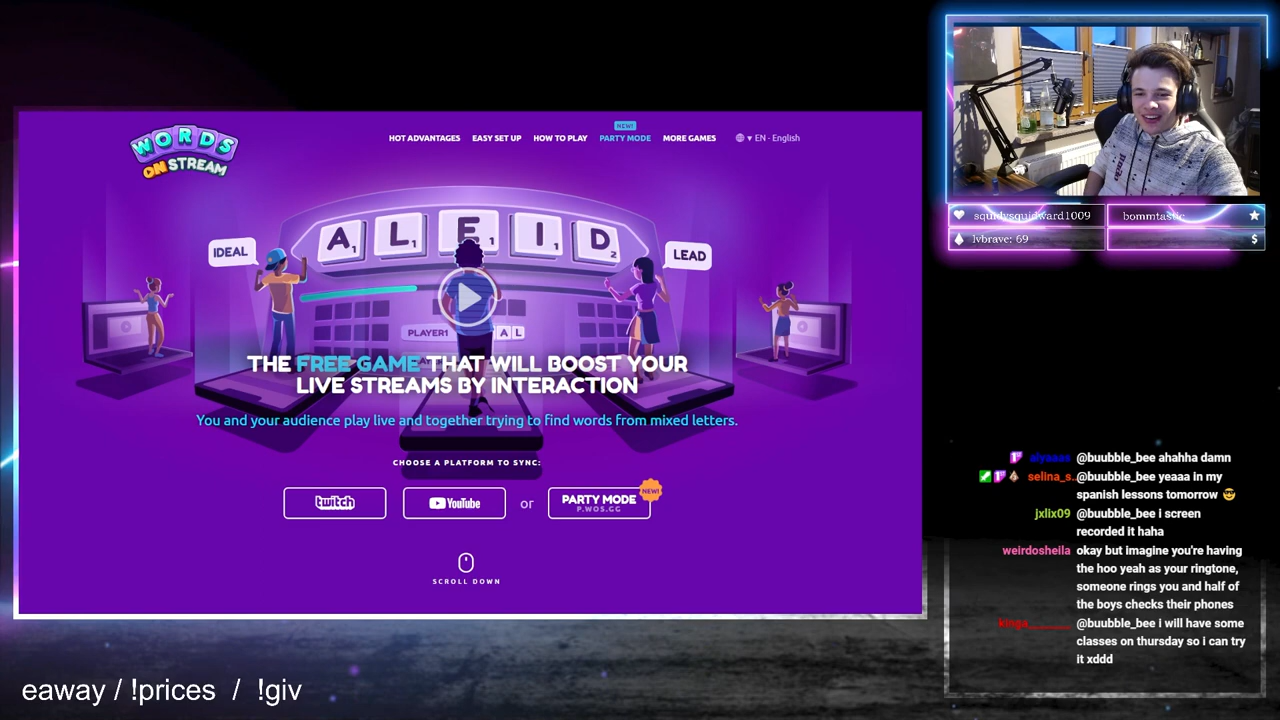 WORDS
ON STREAM
HOT ADVANTAGES
EASY SET UP
HOW TO PLAY
NEW!
PARTY MODE
MORE GAMES
▾ EN - English
IDEAL
A1 L1 E1 I1 D2
LEAD
PLAYER1
A L
THE FREE GAME THAT WILL BOOST YOUR
LIVE STREAMS BY INTERACTION
You and your audience play live and together trying to find words from mixed letters.
CHOOSE A PLATFORM TO SYNC:
twitch
YouTube
or
PARTY MODE
P.WOS.GG
NEW!
SCROLL DOWN
eaway / !prices / !giv
squidysquidward1009
bommtastic
lvbrave: 69
$
alyaaas @buubble_bee ahahha damn
selina_s.. @buubble_bee yeaaa in my
spanish lessons tomorrow 😎
jxlix09 @buubble_bee i screen
recorded it haha
weirdosheila okay but imagine you're having
the hoo yeah as your ringtone,
someone rings you and half of
the boys checks their phones
@buubble_bee i will have some
classes on thursday so i can try
it xddd